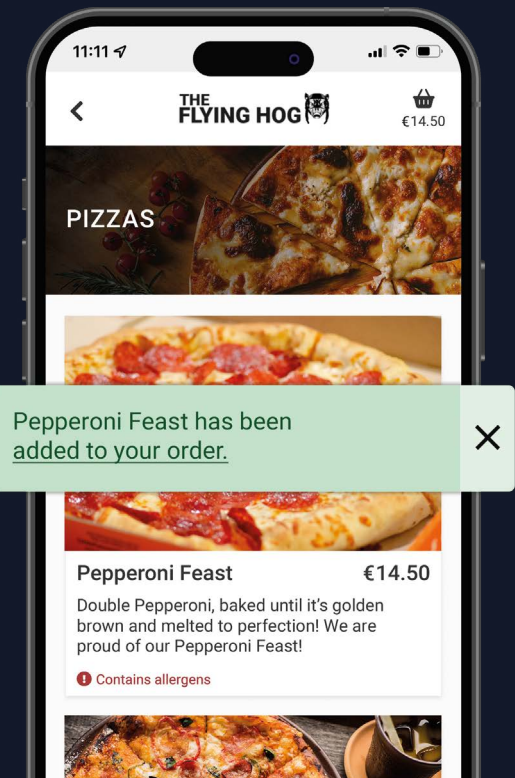 11:11
THE
FLYING HOG
€14.50
PIZZAS
Pepperoni Feast has been
added to your order.
Pepperoni Feast €14.50
Double Pepperoni, baked until it's golden
brown and melted to perfection! We are
proud of our Pepperoni Feast!
Contains allergens